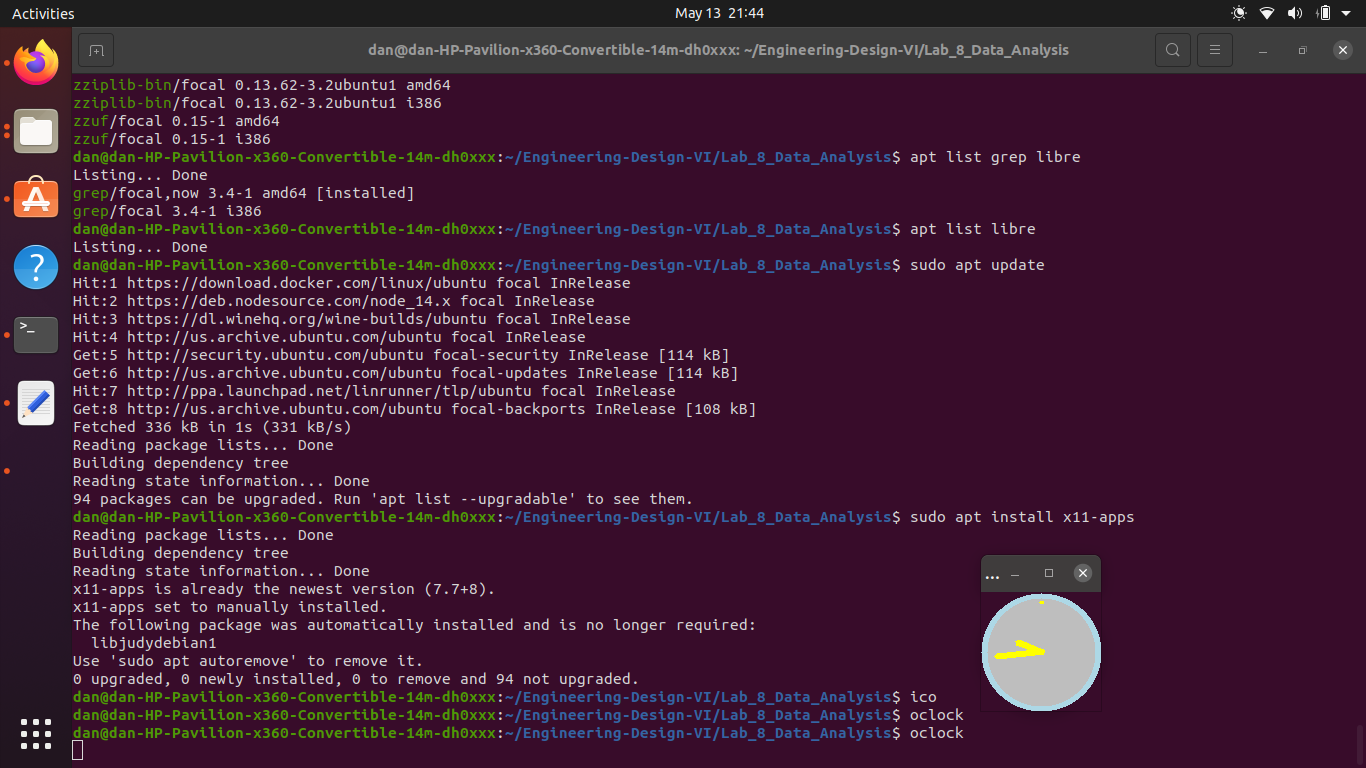 Activities
May 13 21:44
dan@dan-HP-Pavilion-x360-Convertible-14m-dh0xxx: ~/Engineering-Design-VI/Lab_8_Data_Analysis
zziplib-bin/focal 0.13.62-3.2ubuntu1 amd64
zziplib-bin/focal 0.13.62-3.2ubuntu1 i386
zzuf/focal 0.15-1 amd64
zzuf/focal 0.15-1 i386
dan@dan-HP-Pavilion-x360-Convertible-14m-dh0xxx:~/Engineering-Design-VI/Lab_8_Data_Analysis$ apt list grep libre
Listing... Done
grep/focal,now 3.4-1 amd64 [installed]
grep/focal 3.4-1 i386
dan@dan-HP-Pavilion-x360-Convertible-14m-dh0xxx:~/Engineering-Design-VI/Lab_8_Data_Analysis$ apt list libre
Listing... Done
dan@dan-HP-Pavilion-x360-Convertible-14m-dh0xxx:~/Engineering-Design-VI/Lab_8_Data_Analysis$ sudo apt update
Hit:1 https://download.docker.com/linux/ubuntu focal InRelease
Hit:2 https://deb.nodesource.com/node_14.x focal InRelease
Hit:3 https://dl.winehq.org/wine-builds/ubuntu focal InRelease
Hit:4 http://us.archive.ubuntu.com/ubuntu focal InRelease
Get:5 http://security.ubuntu.com/ubuntu focal-security InRelease [114 kB]
Get:6 http://us.archive.ubuntu.com/ubuntu focal-updates InRelease [114 kB]
Hit:7 http://ppa.launchpad.net/linrunner/tlp/ubuntu focal InRelease
Get:8 http://us.archive.ubuntu.com/ubuntu focal-backports InRelease [108 kB]
Fetched 336 kB in 1s (331 kB/s)
Reading package lists... Done
Building dependency tree
Reading state information... Done
94 packages can be upgraded. Run 'apt list --upgradable' to see them.
dan@dan-HP-Pavilion-x360-Convertible-14m-dh0xxx:~/Engineering-Design-VI/Lab_8_Data_Analysis$ sudo apt install x11-apps
Reading package lists... Done
Building dependency tree
Reading state information... Done
x11-apps is already the newest version (7.7+8).
x11-apps set to manually installed.
The following package was automatically installed and is no longer required:
  libjudydebian1
Use 'sudo apt autoremove' to remove it.
0 upgraded, 0 newly installed, 0 to remove and 94 not upgraded.
dan@dan-HP-Pavilion-x360-Convertible-14m-dh0xxx:~/Engineering-Design-VI/Lab_8_Data_Analysis$ ico
dan@dan-HP-Pavilion-x360-Convertible-14m-dh0xxx:~/Engineering-Design-VI/Lab_8_Data_Analysis$ oclock
dan@dan-HP-Pavilion-x360-Convertible-14m-dh0xxx:~/Engineering-Design-VI/Lab_8_Data_Analysis$ oclock
...